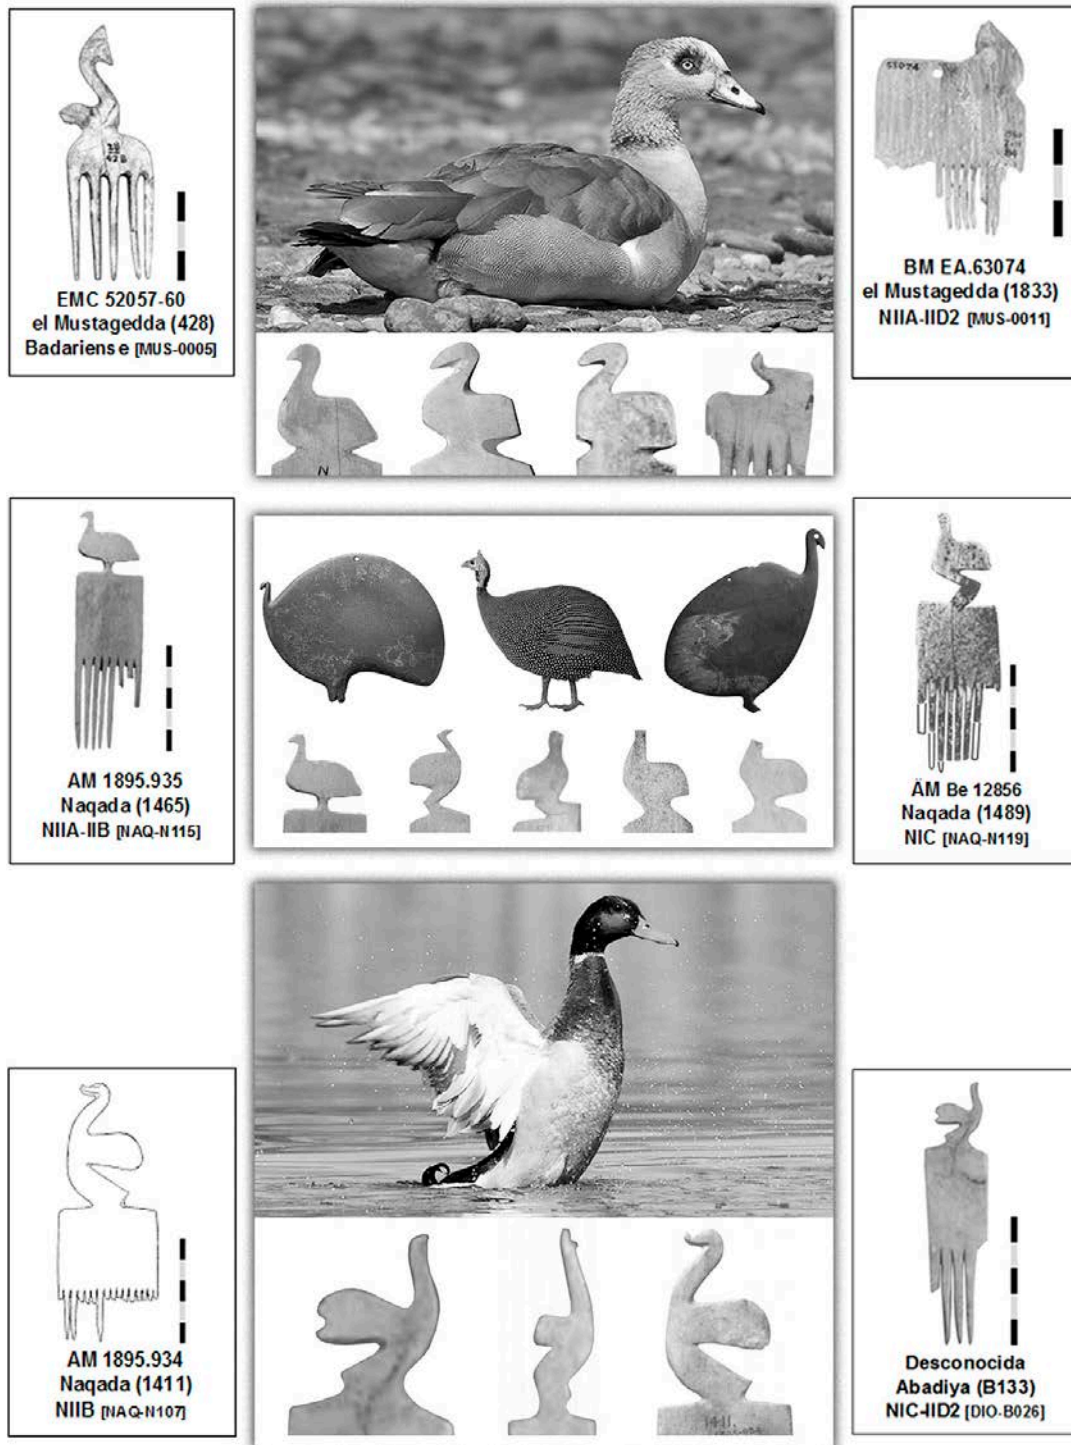 EMC 52057-60
el Mustagedda (428)
Badariense [MUS-0005]
55074
BM EA.63074
el Mustagedda (1833)
NIIA-IID2 [MUS-0011]
N
AM 1895.935
Naqada (1465)
NIIA-IIB [NAQ-N115]
ÄM Be 12856
Naqada (1489)
NIC [NAQ-N119]
AM 1895.934
Naqada (1411)
NIIB [NAQ-N107]
1411.
Desconocida
Abadiya (B133)
NIC-IID2 [DIO-B026]